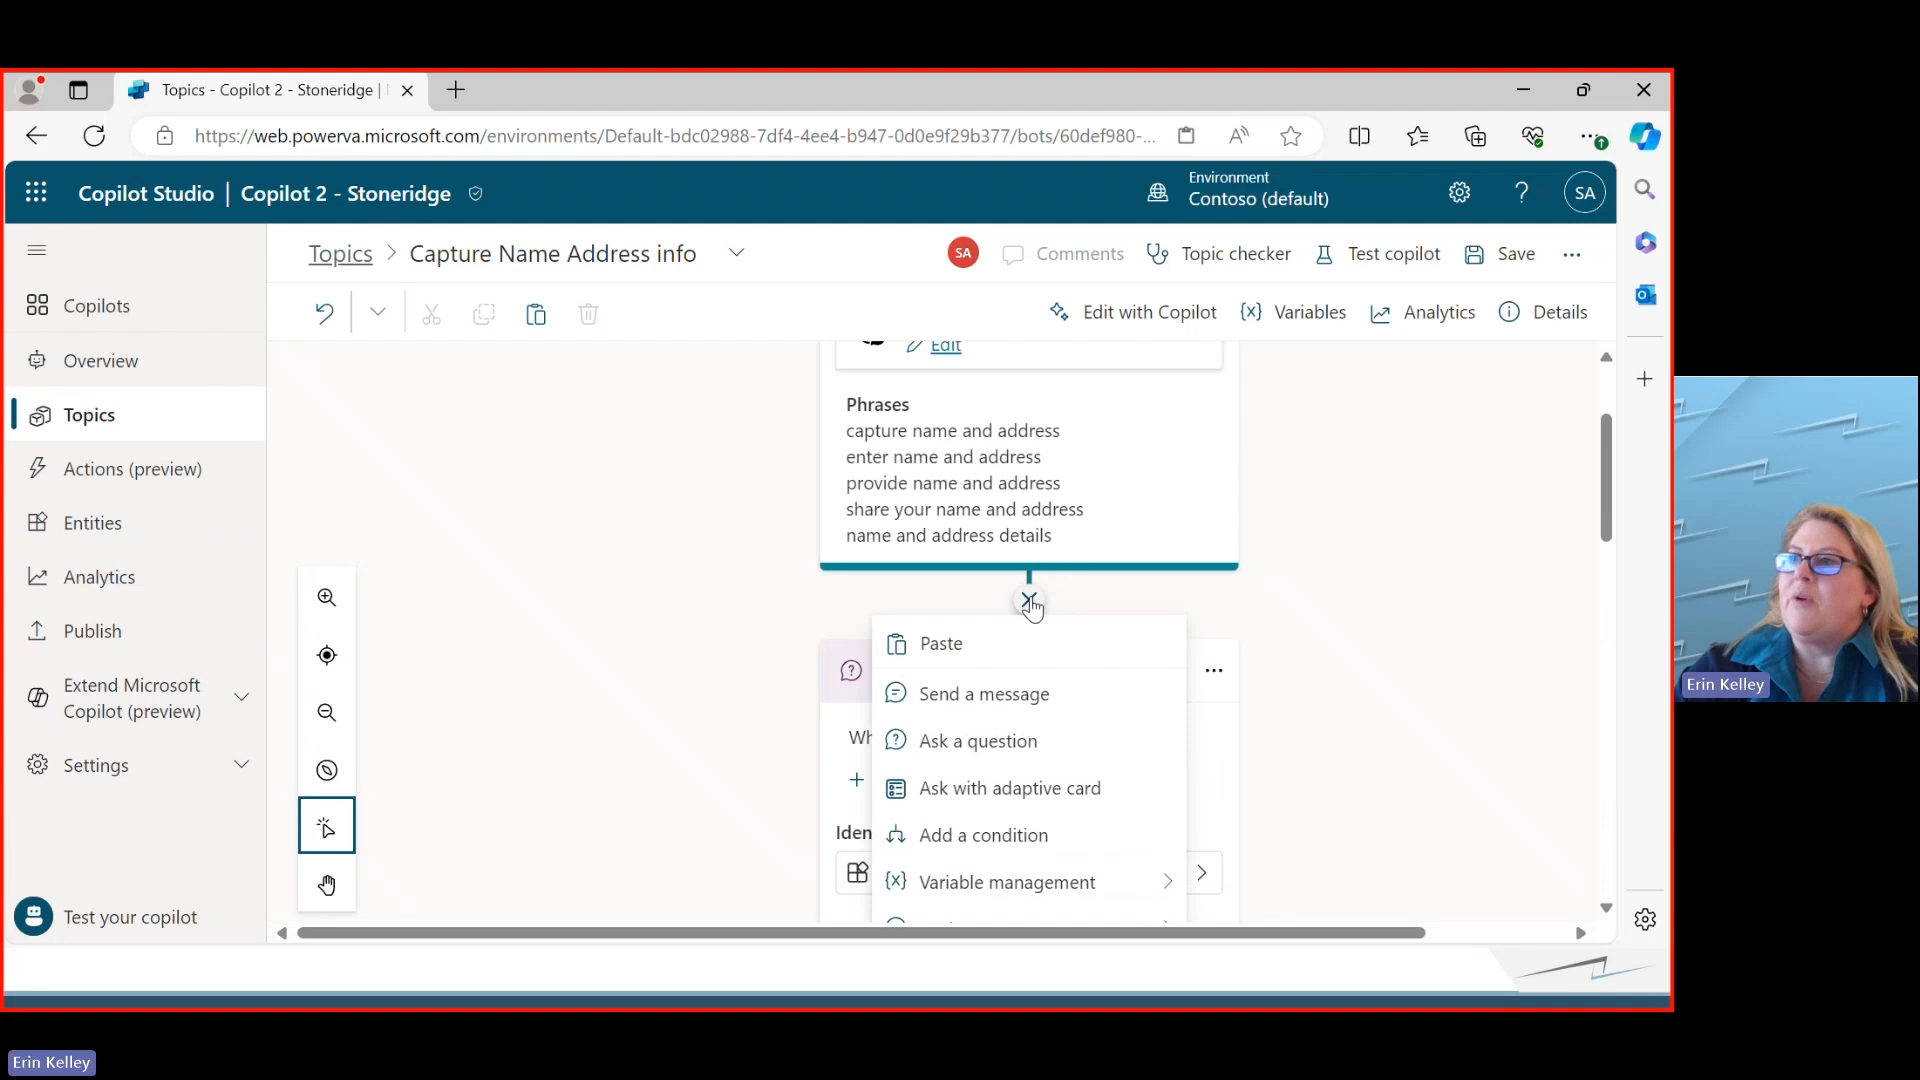 Topics - Copilot 2 - Stoneridge |
https://web.powerva.microsoft.com/environments/Default-bdc02988-7df4-4ee4-b947-0d0e9f29b377/bots/60def980-...
Copilot Studio | Copilot 2 - Stoneridge
Environment
Contoso (default)
?
SA
Topics > Capture Name Address info
SA
Comments
Topic checker
Test copilot
Save
...
Edit with Copilot
{x} Variables
Analytics
Details
Copilots
Overview
Topics
Actions (preview)
Entities
Analytics
Publish
Extend Microsoft
Copilot (preview)
Settings
Test your copilot
Edit
Phrases
capture name and address
enter name and address
provide name and address
share your name and address
name and address details
Paste
Send a message
Ask a question
Ask with adaptive card
Add a condition
{x} Variable management
Wh
Iden
Erin Kelley
Erin Kelley